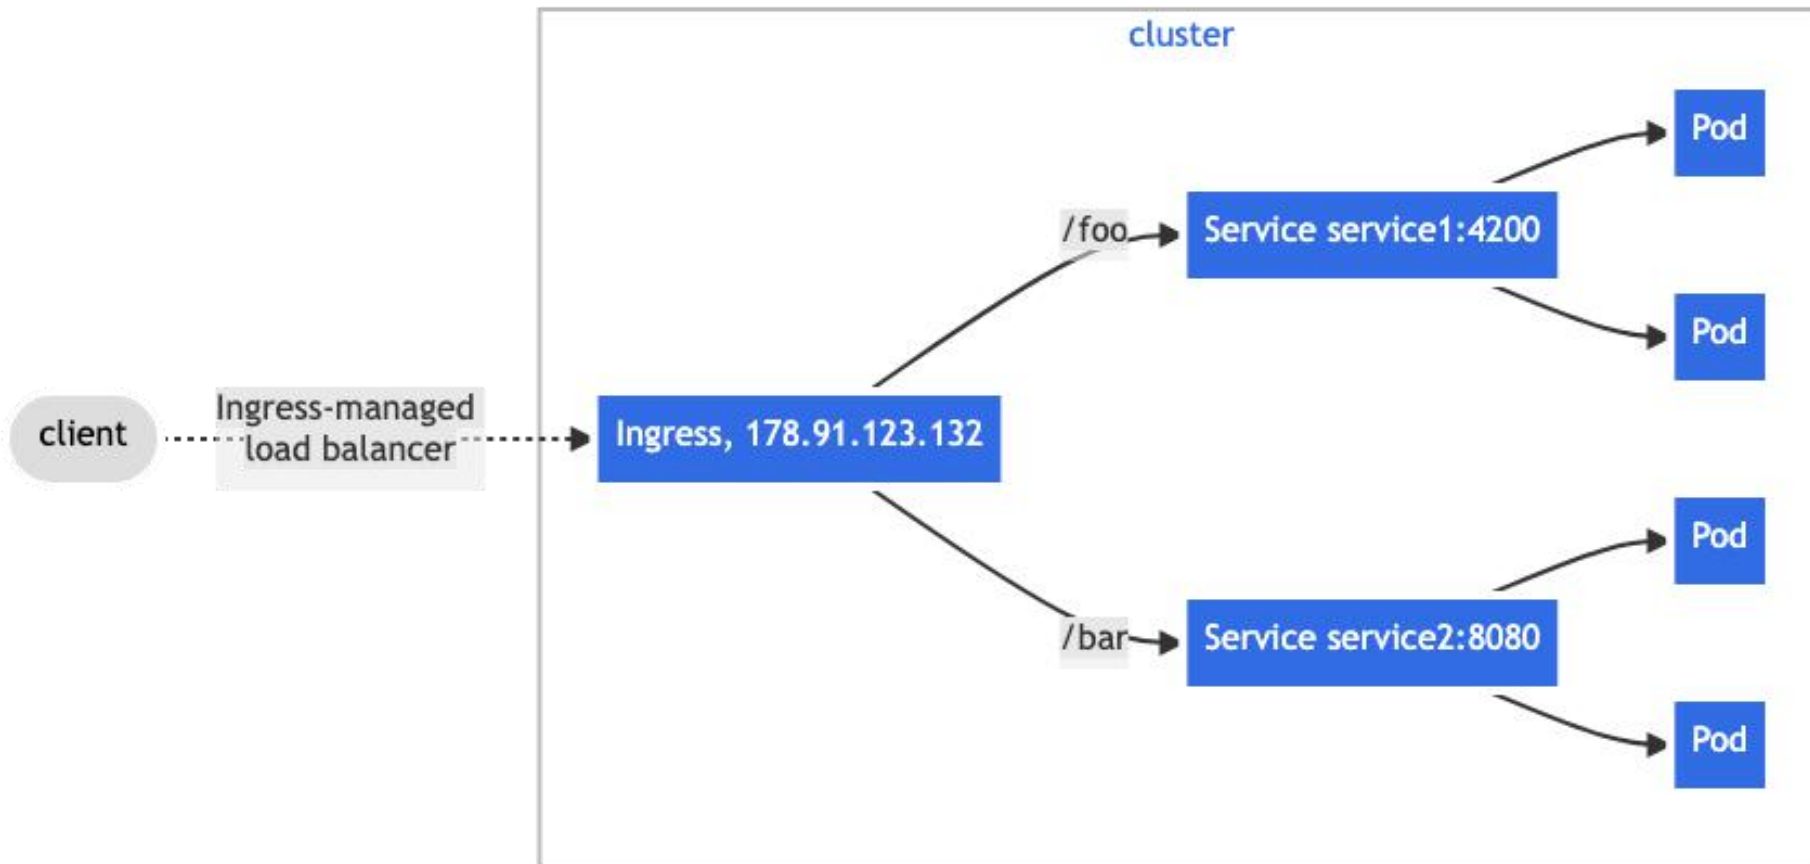 cluster
client
Ingress-managed
load balancer
Ingress, 178.91.123.132
/foo
Service service1:4200
Pod
Pod
/bar
Service service2:8080
Pod
Pod